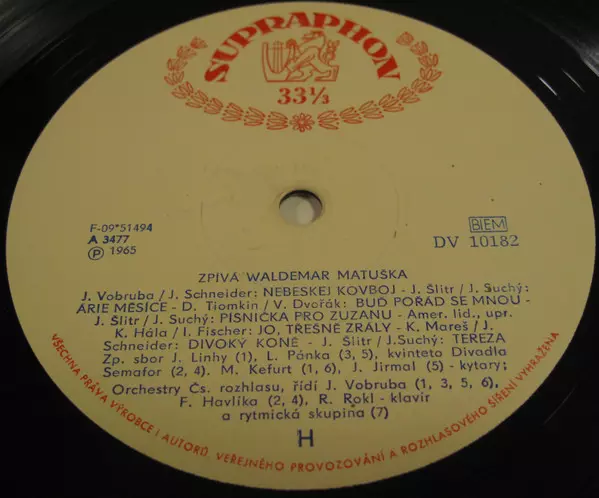 SUPRAPHON
33 1/3
F-09*51494
A 3477
Ⓟ 1965
BIEM
DV 10182
ZPÍVÁ WALDEMAR MATUŠKA
J. Vobruba / J. Schneider: NEBESKEJ KOVBOJ - J. Šlitr / J. Suchý:
ÁRIE MĚSÍCE - D. Tiomkin / V. Dvořák: BUĎ POŘÁD SE MNOU -
- J. Šlitr / J. Suchý: PÍSNIČKA PRO ZUZANU - Amer. lid., upr.
K. Hála / I. Fischer: JO, TŘEŠNĚ ZRÁLY - K. Mareš / J.
Schneider: DIVOKÝ KONĚ - J. Šlitr / J.Suchý: TEREZA
Zp. sbor J. Linhy (1), L. Pánka (3, 5), kvinteto Divadla
Semafor (2, 4). M. Kefurt (1, 6), J. Jirmal (5) - kytary;
Orchestry Čs. rozhlasu, řídí J. Vobruba (1, 3, 5, 6),
F. Havlíka (2, 4), R. Rokl - klavír
a rytmická skupina (7)
H
VŠECHNA PRÁVA VÝROBCE I AUTORŮ, VEŘEJNÉHO PROVOZOVÁNÍ A ROZHLASOVÉHO ŠÍŘENÍ VYHRAŽENA